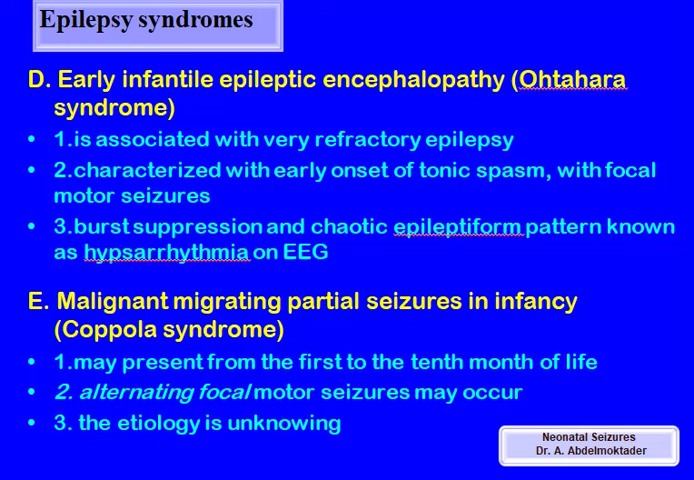 Epilepsy syndromes
D. Early infantile epileptic encephalopathy (Ohtahara
syndrome)
• 1.is associated with very refractory epilepsy
• 2.characterized with early onset of tonic spasm, with focal
motor seizures
• 3.burst suppression and chaotic epileptiform pattern known
as hypsarrhythmia on EEG
E. Malignant migrating partial seizures in infancy
(Coppola syndrome)
• 1.may present from the first to the tenth month of life
• 2. alternating focal motor seizures may occur
• 3. the etiology is unknowing
Neonatal Seizures
Dr. A. Abdelmoktader